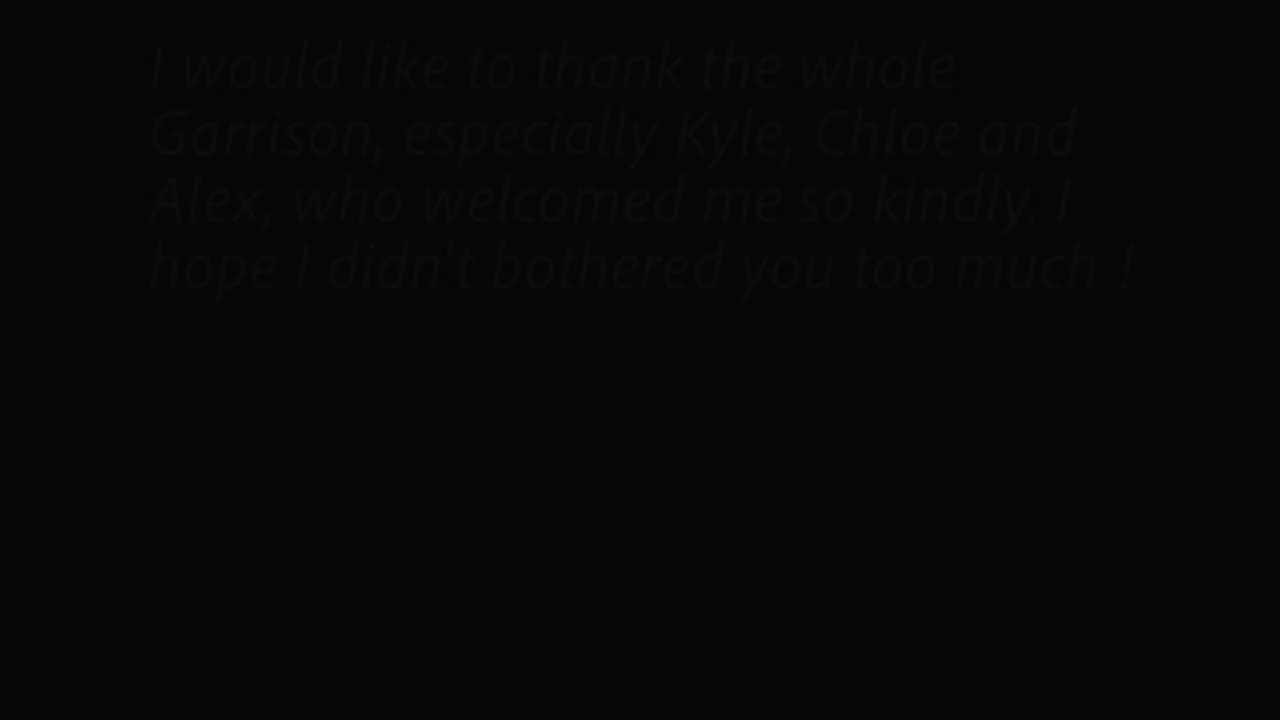 I would like to thank the whole
Garrison, especially Kyle, Chloe and
Alex, who welcomed me so kindly. I
hope I didn't bothered you too much !